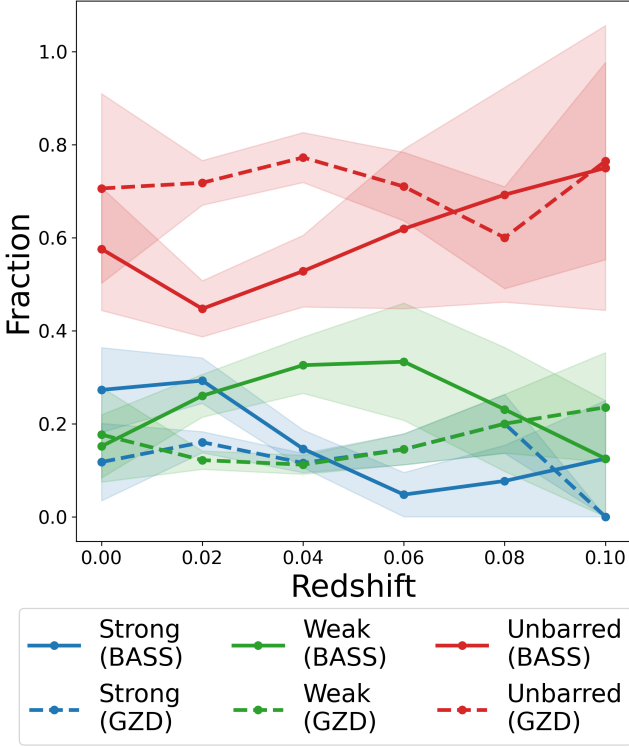 1.0
0.8
0.6
0.4
0.2
0.0
Fraction
0.00 0.02 0.04 0.06 0.08 0.10
Redshift
Strong (BASS)
Weak (BASS)
Unbarred (BASS)
Strong (GZD)
Weak (GZD)
Unbarred (GZD)